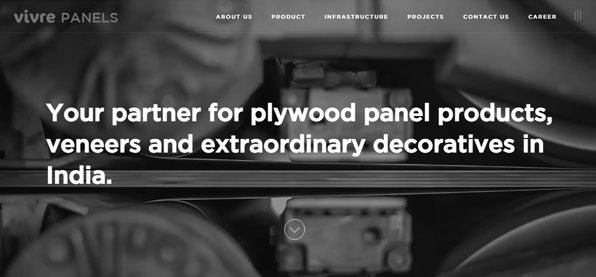 vivre PANELS
ABOUT US PRODUCT INFRASTRUCTURE PROJECTS CONTACT US CAREER
Your partner for plywood panel products,
veneers and extraordinary decoratives in
India.